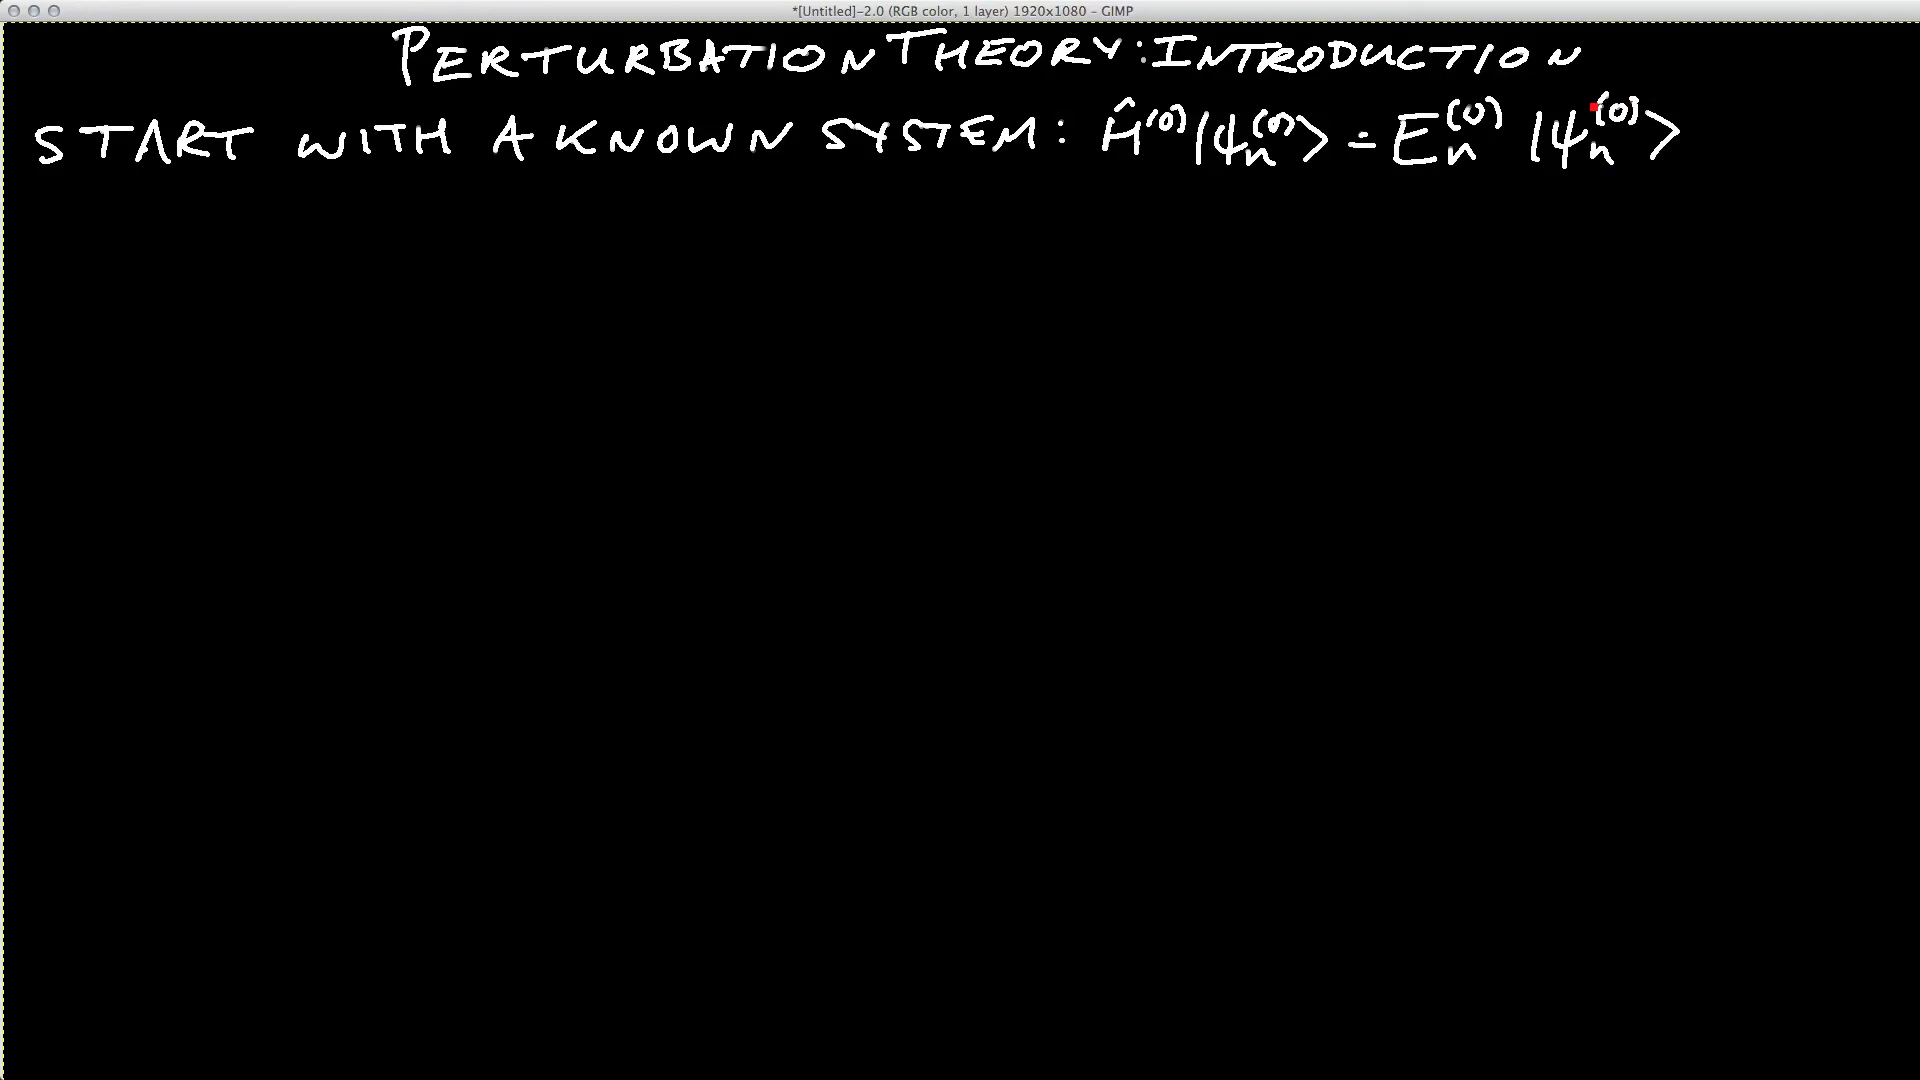 *[Untitled]-2.0 (RGB color, 1 layer) 1920x1080 - GIMP
PERTURBATION THEORY: INTRODUCTION
START WITH A KNOWN SYSTEM: Ĥ⁽⁰⁾|ψₙ⁽⁰⁾⟩ = Eₙ⁽⁰⁾ |ψₙ⁽⁰⁾⟩